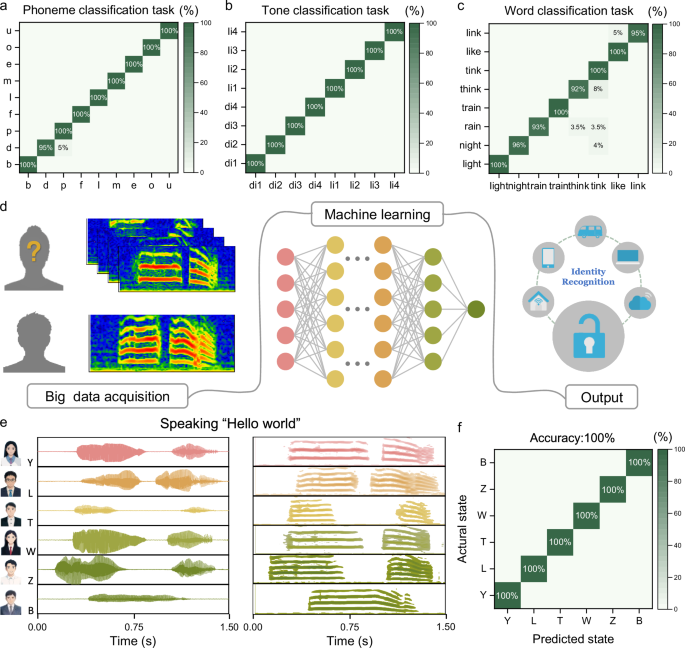 a
Phoneme classification task
(%)
u
o
e
m
l
f
p
d
b
100%
100%
100%
100%
100%
100%
100%
95%
5%
100%
b d p f l m e o u
100
80
60
40
20
0
b
Tone classification task
(%)
li4
li3
li2
li1
di4
di3
di2
di1
100%
100%
100%
100%
100%
100%
100%
100%
di1 di2 di3 di4 li1 li2 li3 li4
100
80
60
40
20
0
c
Word classification task
(%)
link
like
tink
think
train
rain
night
light
5% 95%
100%
100%
92% 8%
100%
93% 3.5% 3.5%
96% 4%
100%
light night rain train think tink like link
100
80
60
40
20
0
d
?
Big data acquisition
Machine learning
Output
Identity
Recognition
e
Speaking “Hello world”
Y
L
T
W
Z
B
0.00 0.75 1.50
Time (s)
0.00 0.75 1.50
Time (s)
f
Accuracy:100%
(%)
Actural state
B
Z
W
T
L
Y
100%
100%
100%
100%
100%
100%
Y L T W Z B
Predicted state
100
80
60
40
20
0